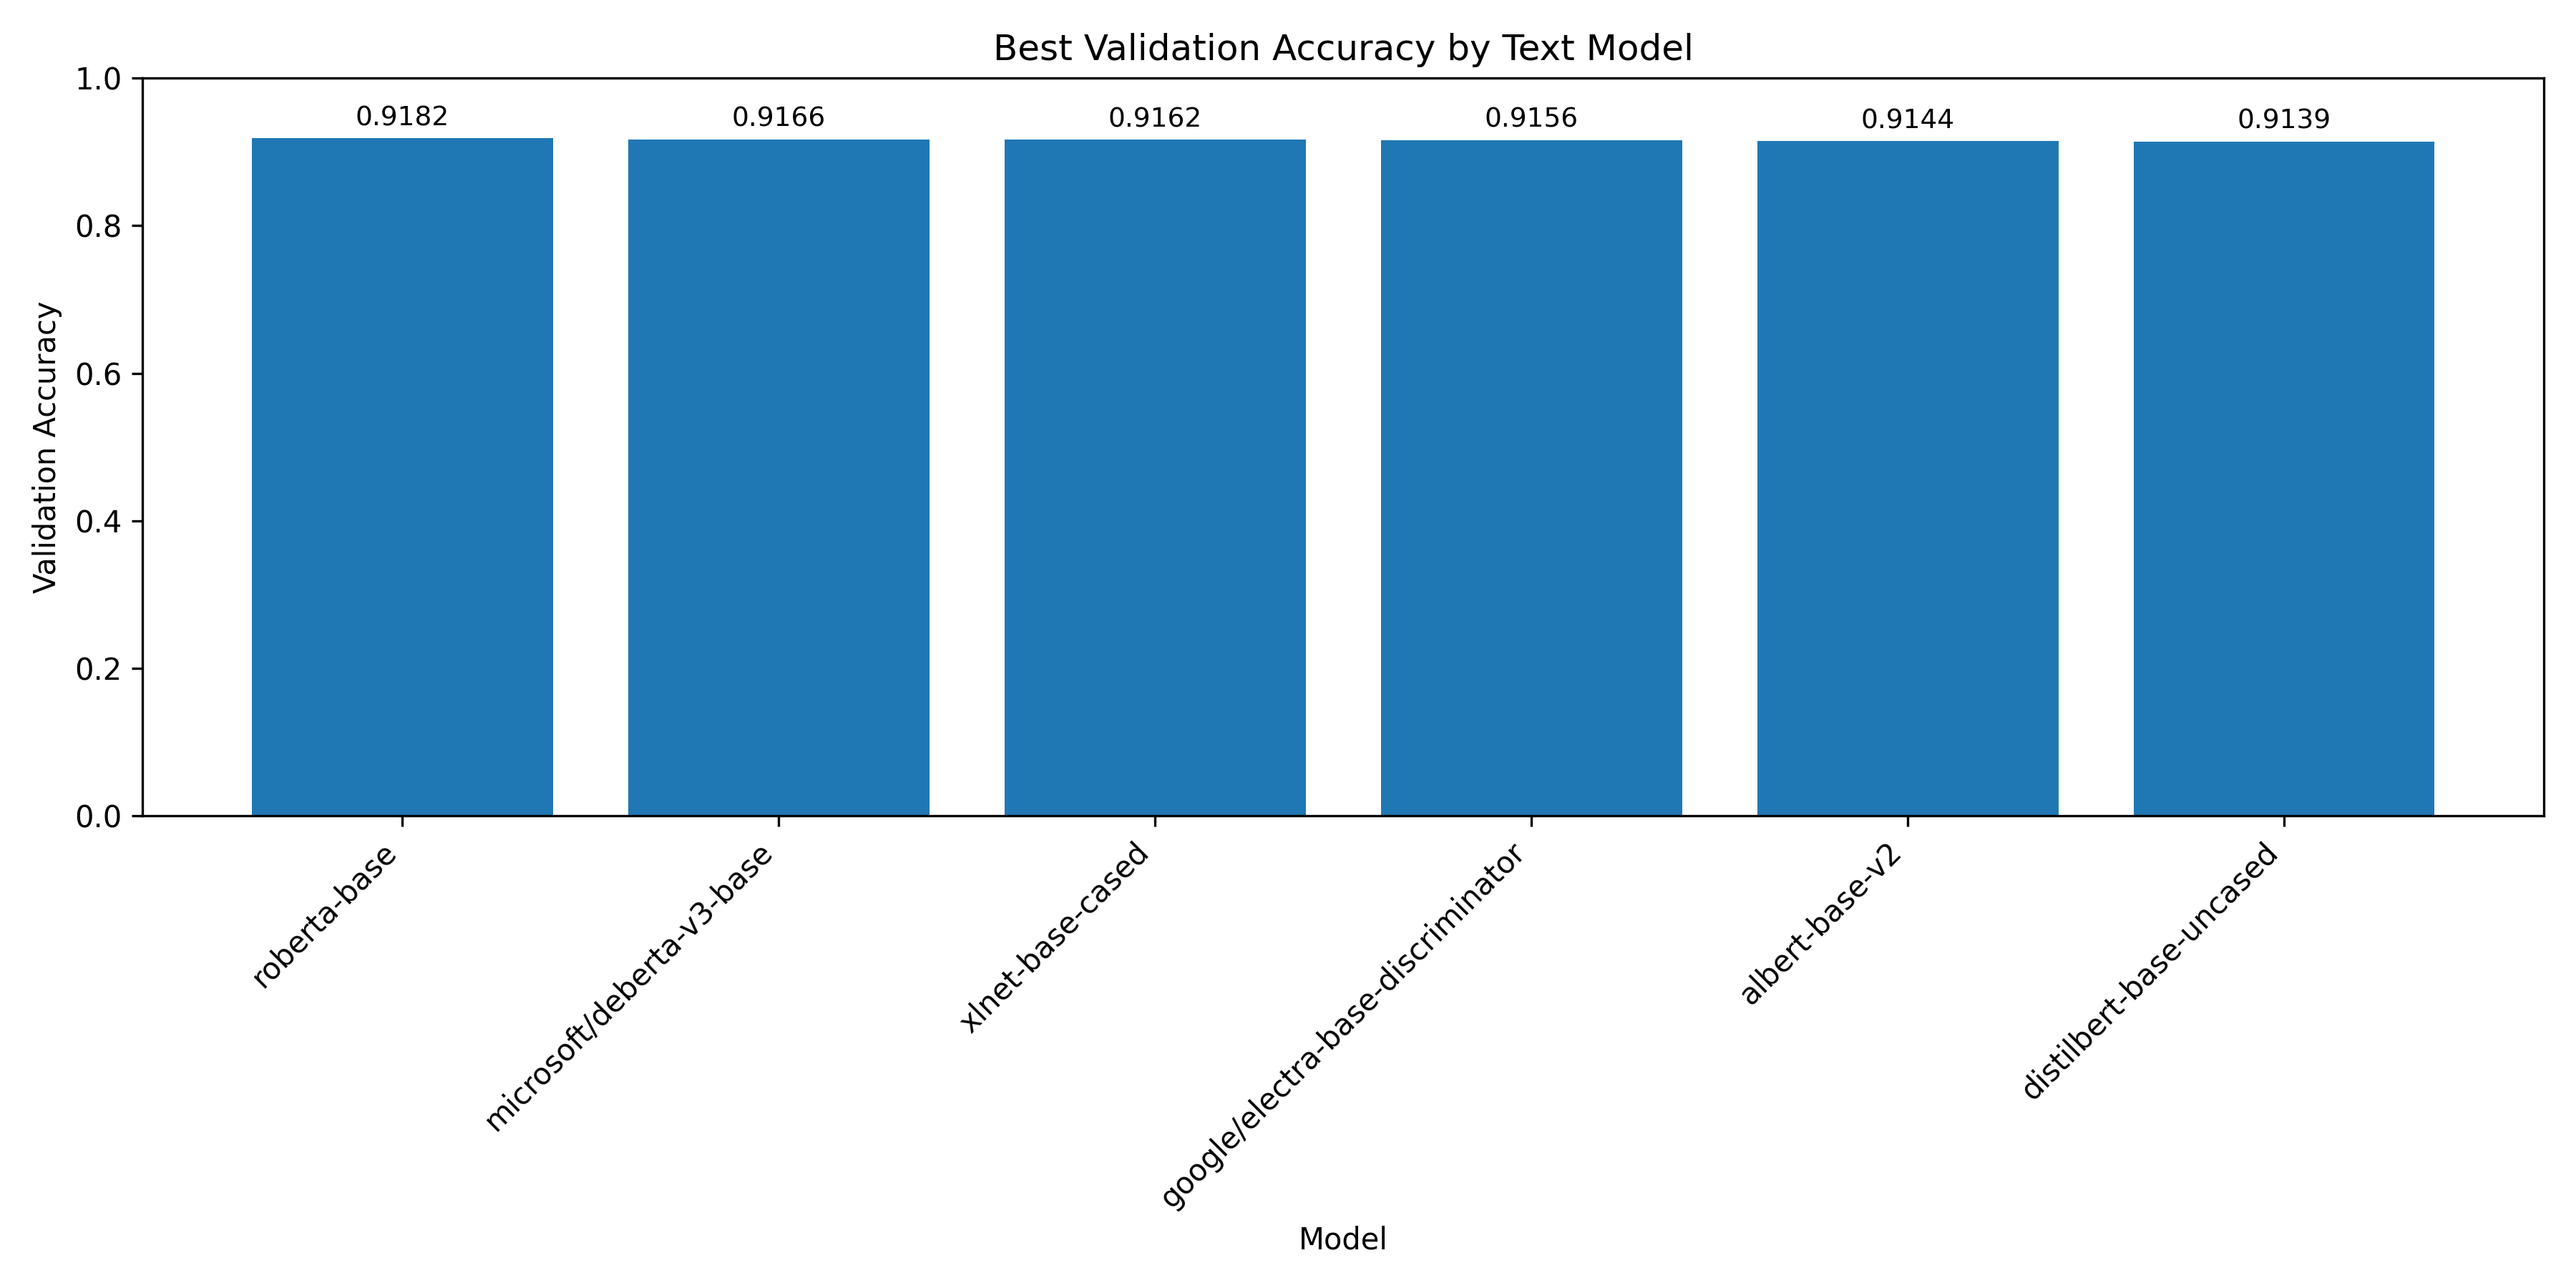 Best Validation Accuracy by Text Model
Validation Accuracy
1.0
0.8
0.6
0.4
0.2
0.0
0.9182
0.9166
0.9162
0.9156
0.9144
0.9139
roberta-base
microsoft/deberta-v3-base
xlnet-base-cased
google/electra-base-discriminator
albert-base-v2
distilbert-base-uncased
Model